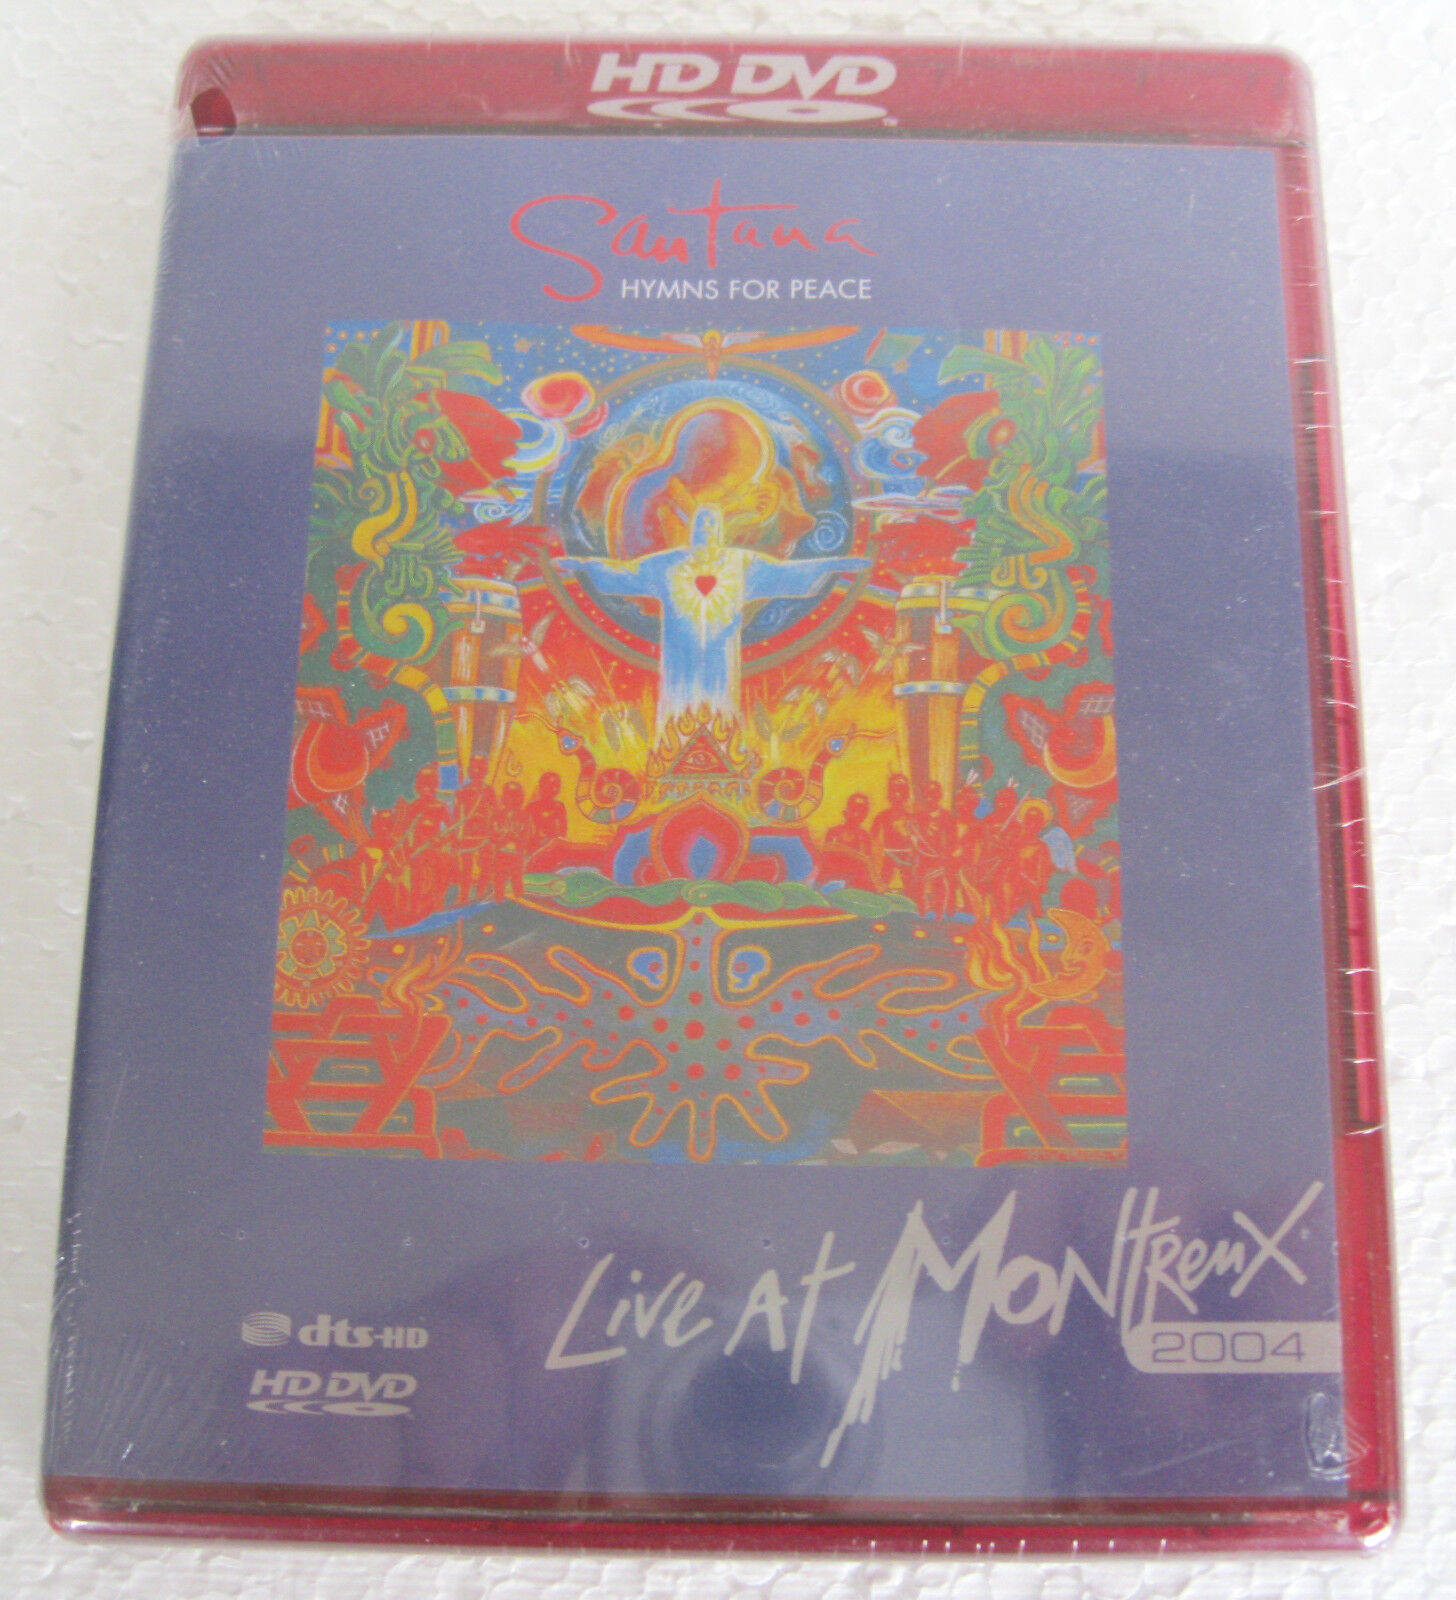 HD DVD
Santana
HYMNS FOR PEACE
Live At Montreux
2004
dts-HD
HD DVD